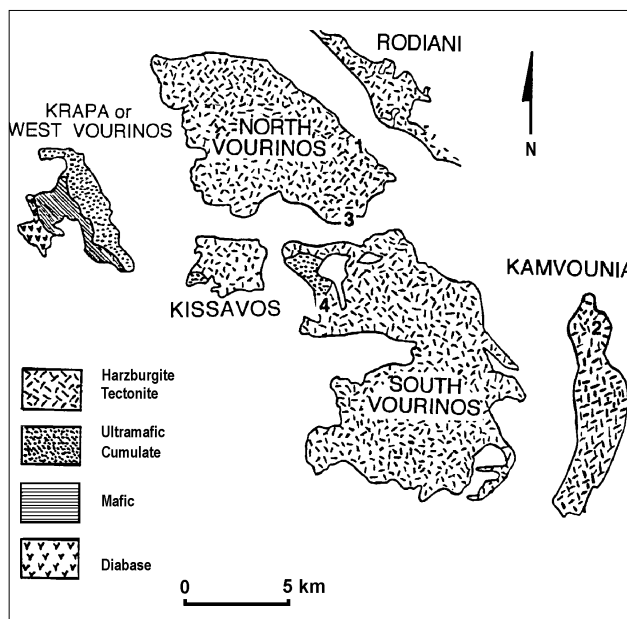 RODIANI
KRAPA or
WEST VOURINOS
NORTH
VOURINOS
1
N
3
KAMVOUNIA
KISSAVOS
4
2
SOUTH
VOURINOS
Harzburgite
Tectonite
Ultramafic
Cumulate
Mafic
Diabase
0
5 km